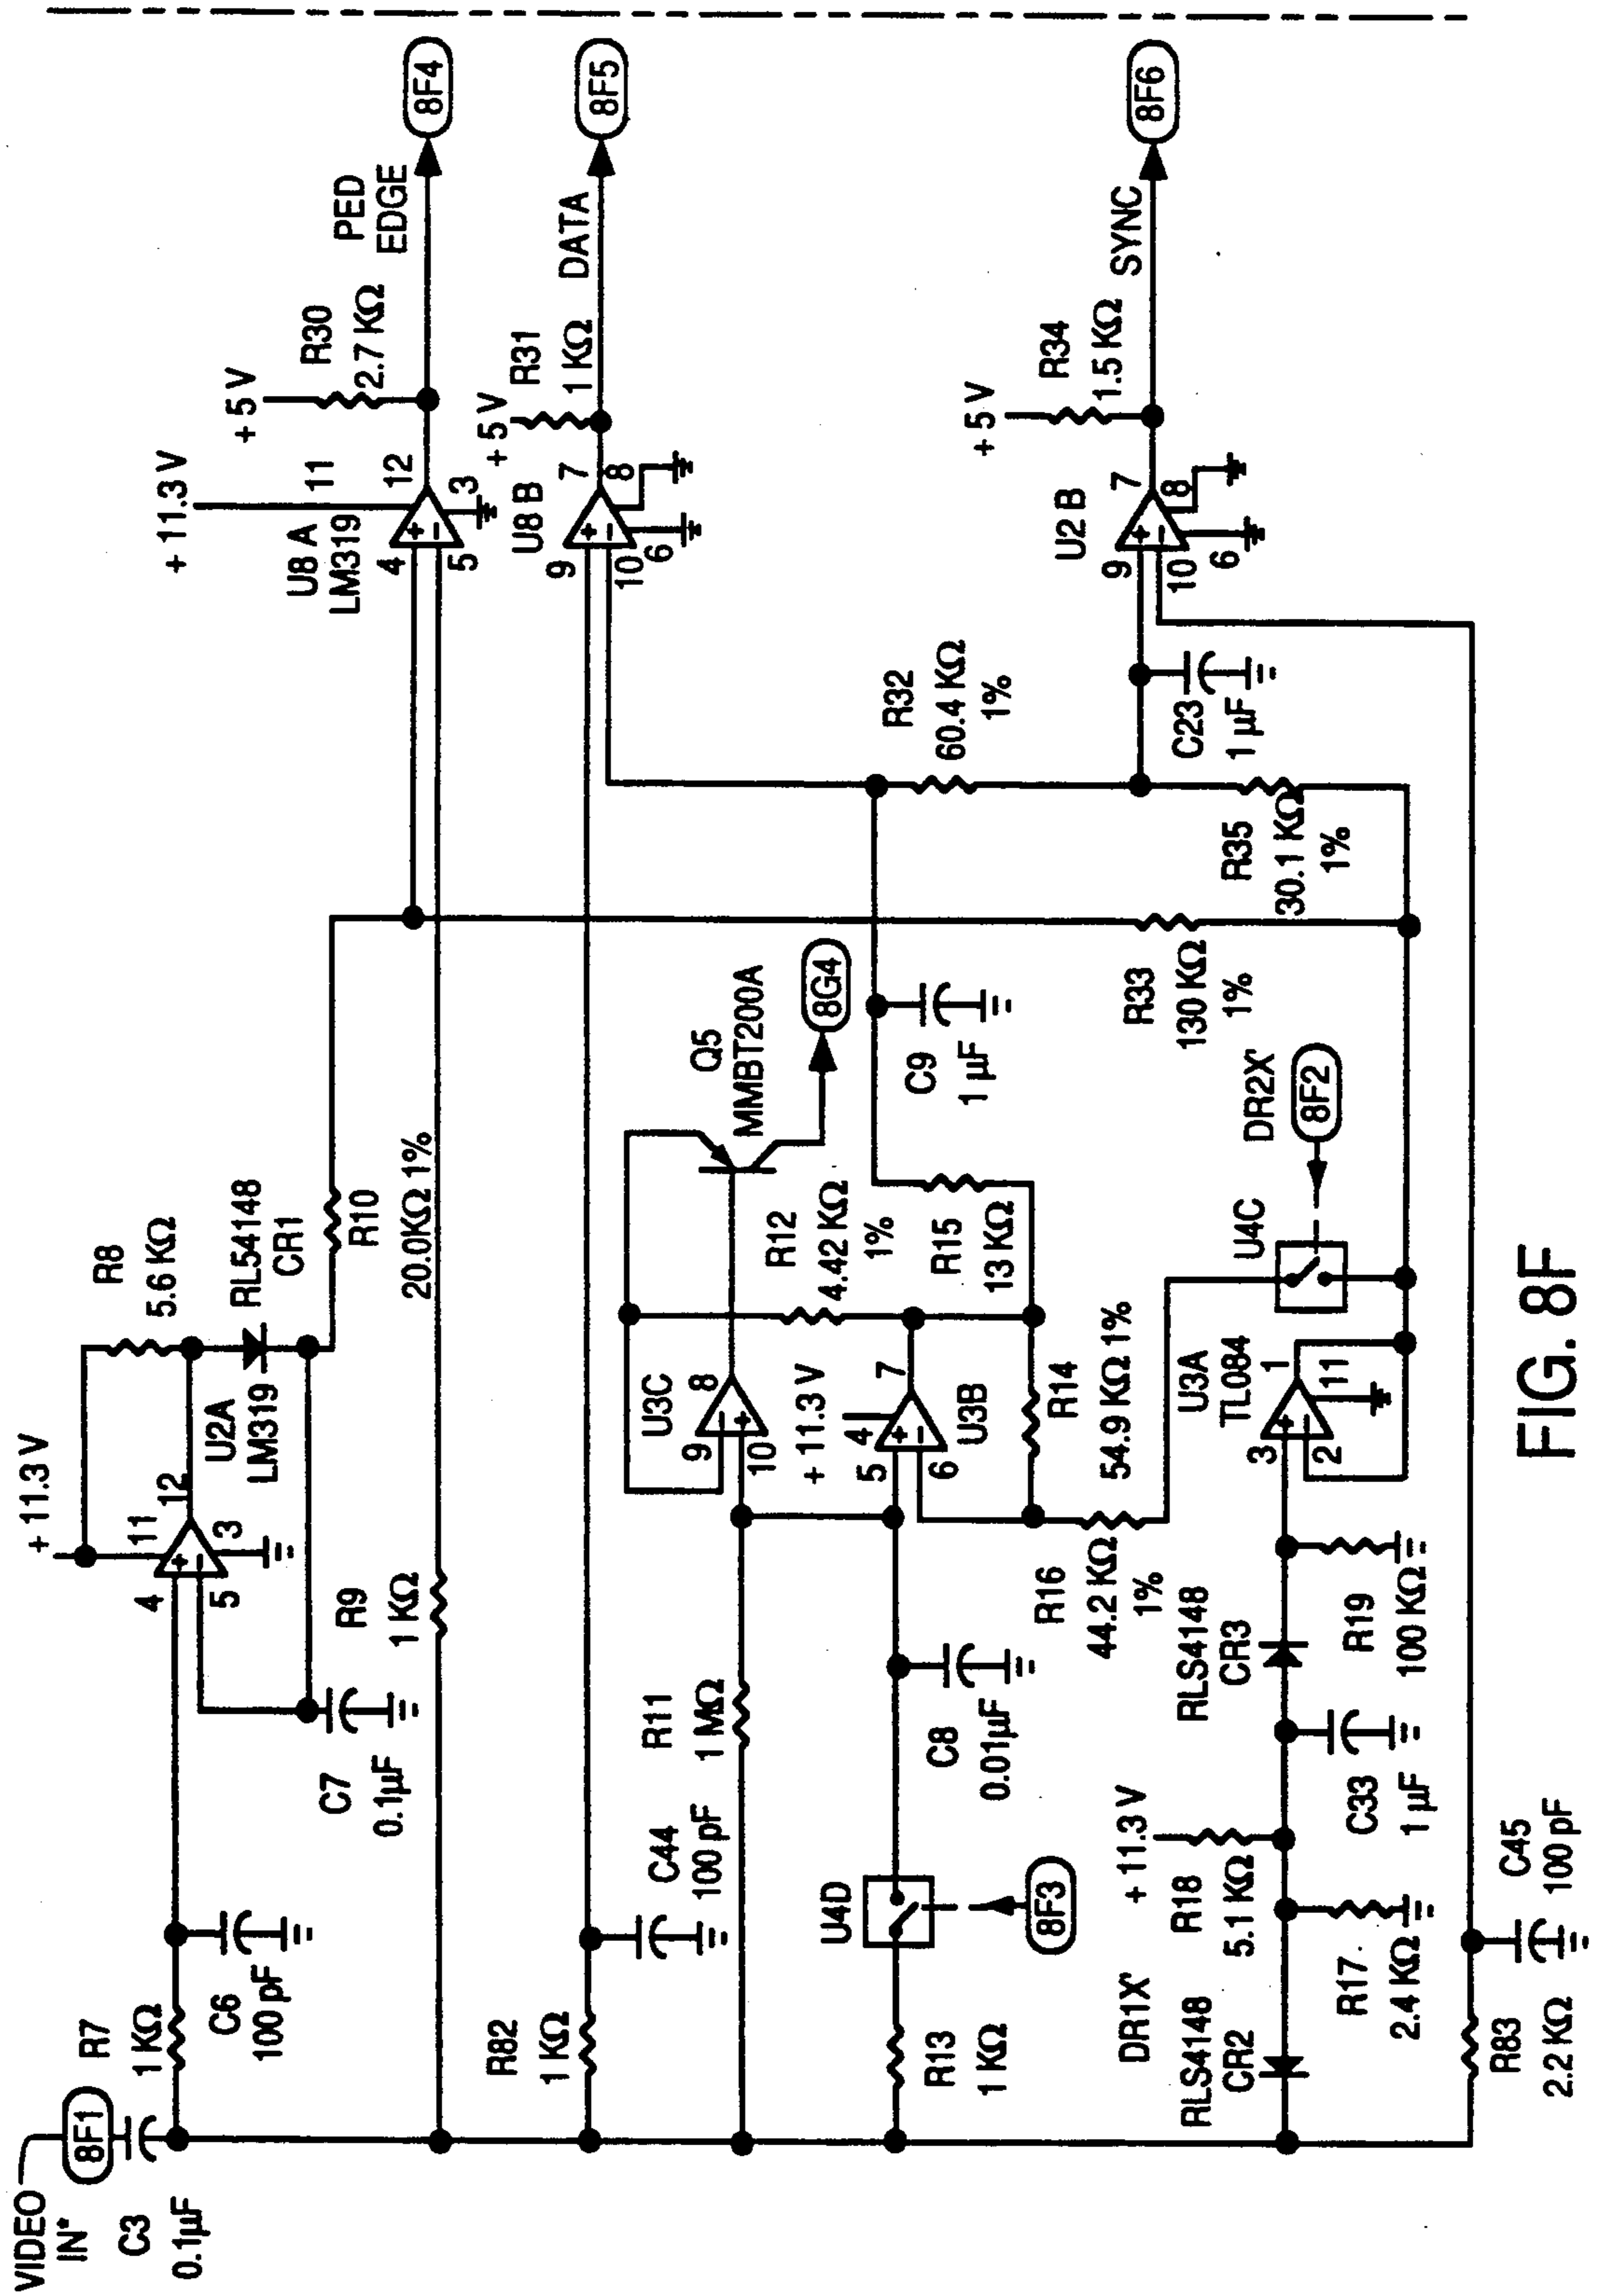 VIDEO
IN*
8F1
C3
0.1μF
R7
1 KΩ
C6
100 pF
+ 11.3 V
R8
5.6 KΩ
4
5
11
12
3
U2A
LM319
RL54148
CR1
C7
0.1μF
R9
1 KΩ
R10
20.0KΩ 1%
+ 11.3 V
U8 A
LM319
4
5
11
12
3
+ 5 V
R30
2.7 KΩ
PED
EDGE
8F4
R82
1 KΩ
C44
100 pF
U8 B
9
10
7
8
6
+ 5 V
R31
1 KΩ
DATA
8F5
R11
1 MΩ
U3C
9
10
8
Q5
MMBT200A
8G4
R12
4.42 KΩ
1%
R13
1 KΩ
U4D
8F3
C8
0.01μF
+ 11.3 V
4
5
6
7
U3B
R14
54.9 KΩ 1%
R15
13 KΩ
C9
1 μF
R16
44.2 KΩ
1%
R32
60.4 KΩ
1%
R33
130 KΩ
1%
R35
30.1 KΩ
1%
C23
1 μF
U2 B
9
10
7
8
6
+ 5 V
R34
1.5 KΩ
SYNC
8F6
DR1X'
RLS4148
CR2
+ 11.3 V
R18
5.1 KΩ
R17
2.4 KΩ
C33
1 μF
RLS4148
CR3
R19
100 KΩ
U3A
TL084
3
2
1
11
U4C
DR2X'
8F2
R83
2.2 KΩ
C45
100 pF
FIG. 8F